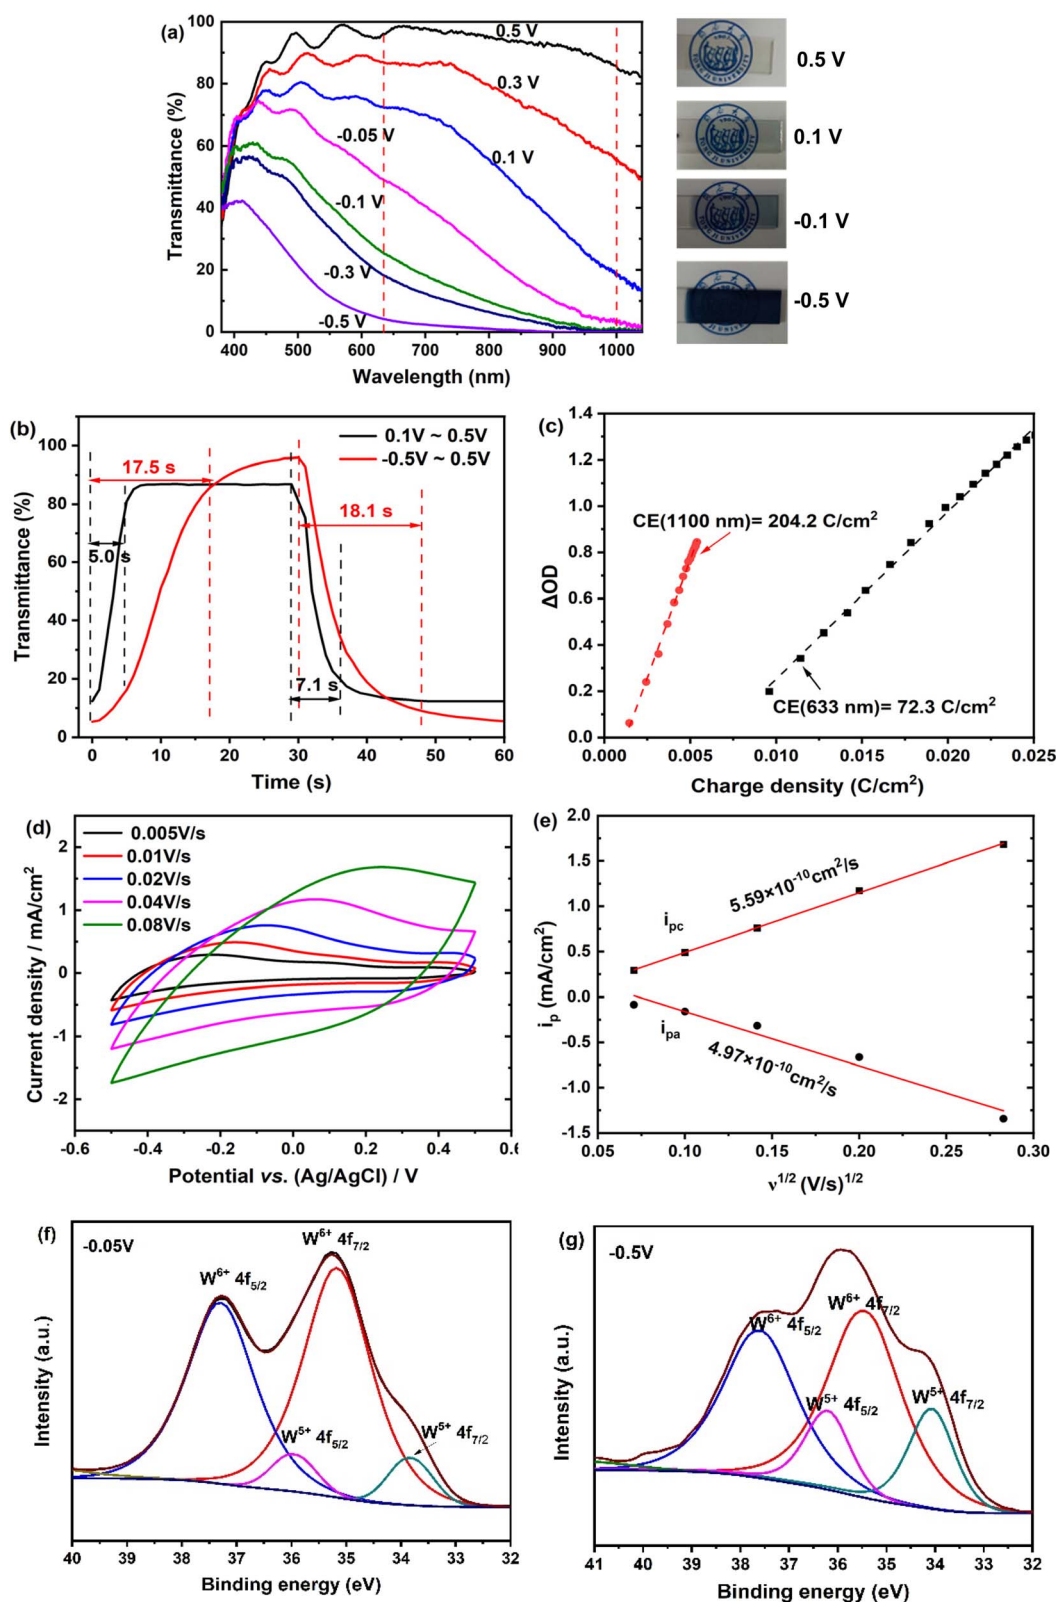 (a)
100
80
60
40
20
0
Transmittance (%)
400 500 600 700 800 900 1000
Wavelength (nm)
0.5 V
0.3 V
-0.05 V
0.1 V
-0.1 V
-0.3 V
-0.5 V
TONGJI UNIVERSITY
0.5 V
TONGJI UNIVERSITY
0.1 V
TONGJI UNIVERSITY
-0.1 V
-0.5 V
(b)
0.1V ~ 0.5V
-0.5V ~ 0.5V
17.5 s
18.1 s
5.0 s
7.1 s
100
80
60
40
20
0
Transmittance (%)
0 10 20 30 40 50 60
Time (s)
(c)
1.4
1.2
1.0
0.8
0.6
0.4
0.2
0.0
ΔOD
CE(1100 nm)= 204.2 C/cm²
CE(633 nm)= 72.3 C/cm²
0.000 0.005 0.010 0.015 0.020 0.025
Charge density (C/cm²)
(d)
0.005V/s
0.01V/s
0.02V/s
0.04V/s
0.08V/s
2
1
0
-1
-2
Current density / mA/cm²
-0.6 -0.4 -0.2 0.0 0.2 0.4 0.6
Potential vs. (Ag/AgCl) / V
(e)
2.0
1.5
1.0
0.5
0.0
-0.5
-1.0
-1.5
iₚ (mA/cm²)
5.59×10⁻¹⁰cm²/s
i_pc
i_pa
4.97×10⁻¹⁰cm²/s
0.05 0.10 0.15 0.20 0.25 0.30
ν^1/2 (V/s)^1/2
(f)
-0.05V
W⁶⁺ 4f7/2
W⁶⁺ 4f5/2
W⁵⁺ 4f5/2
W⁵⁺ 4f7/2
Intensity (a.u.)
40 39 38 37 36 35 34 33 32
Binding energy (eV)
(g)
-0.5V
W⁶⁺ 4f7/2
W⁶⁺ 4f5/2
W⁵⁺ 4f5/2
W⁵⁺ 4f7/2
Intensity (a.u.)
41 40 39 38 37 36 35 34 33 32
Binding energy (eV)